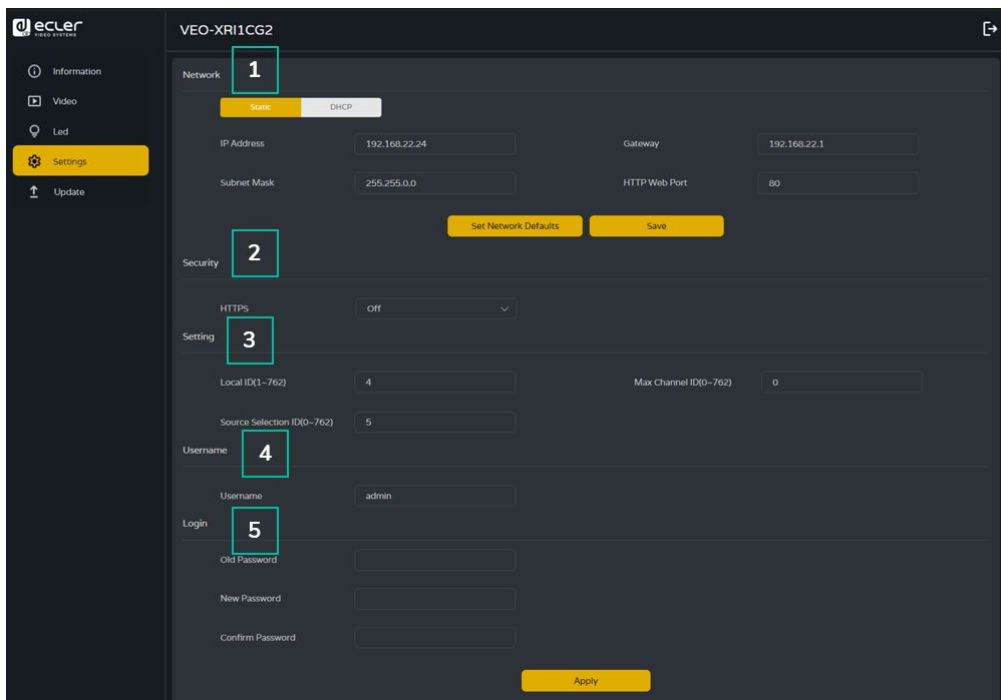 ecler
VIDEO SYSTEMS
VEO-XRI1CG2
Information
Video
Led
Settings
Update
Network 1
Static DHCP
IP Address 192.168.22.24 Gateway 192.168.22.1
Subnet Mask 255.255.0.0 HTTP Web Port 80
Set Network Defaults Save
Security 2
HTTPS Off
Setting 3
Local ID(1~762) 4 Max Channel ID(0~762) 0
Source Selection ID(0~762) 5
Username 4
Username admin
Login 5
Old Password
New Password
Confirm Password
Apply